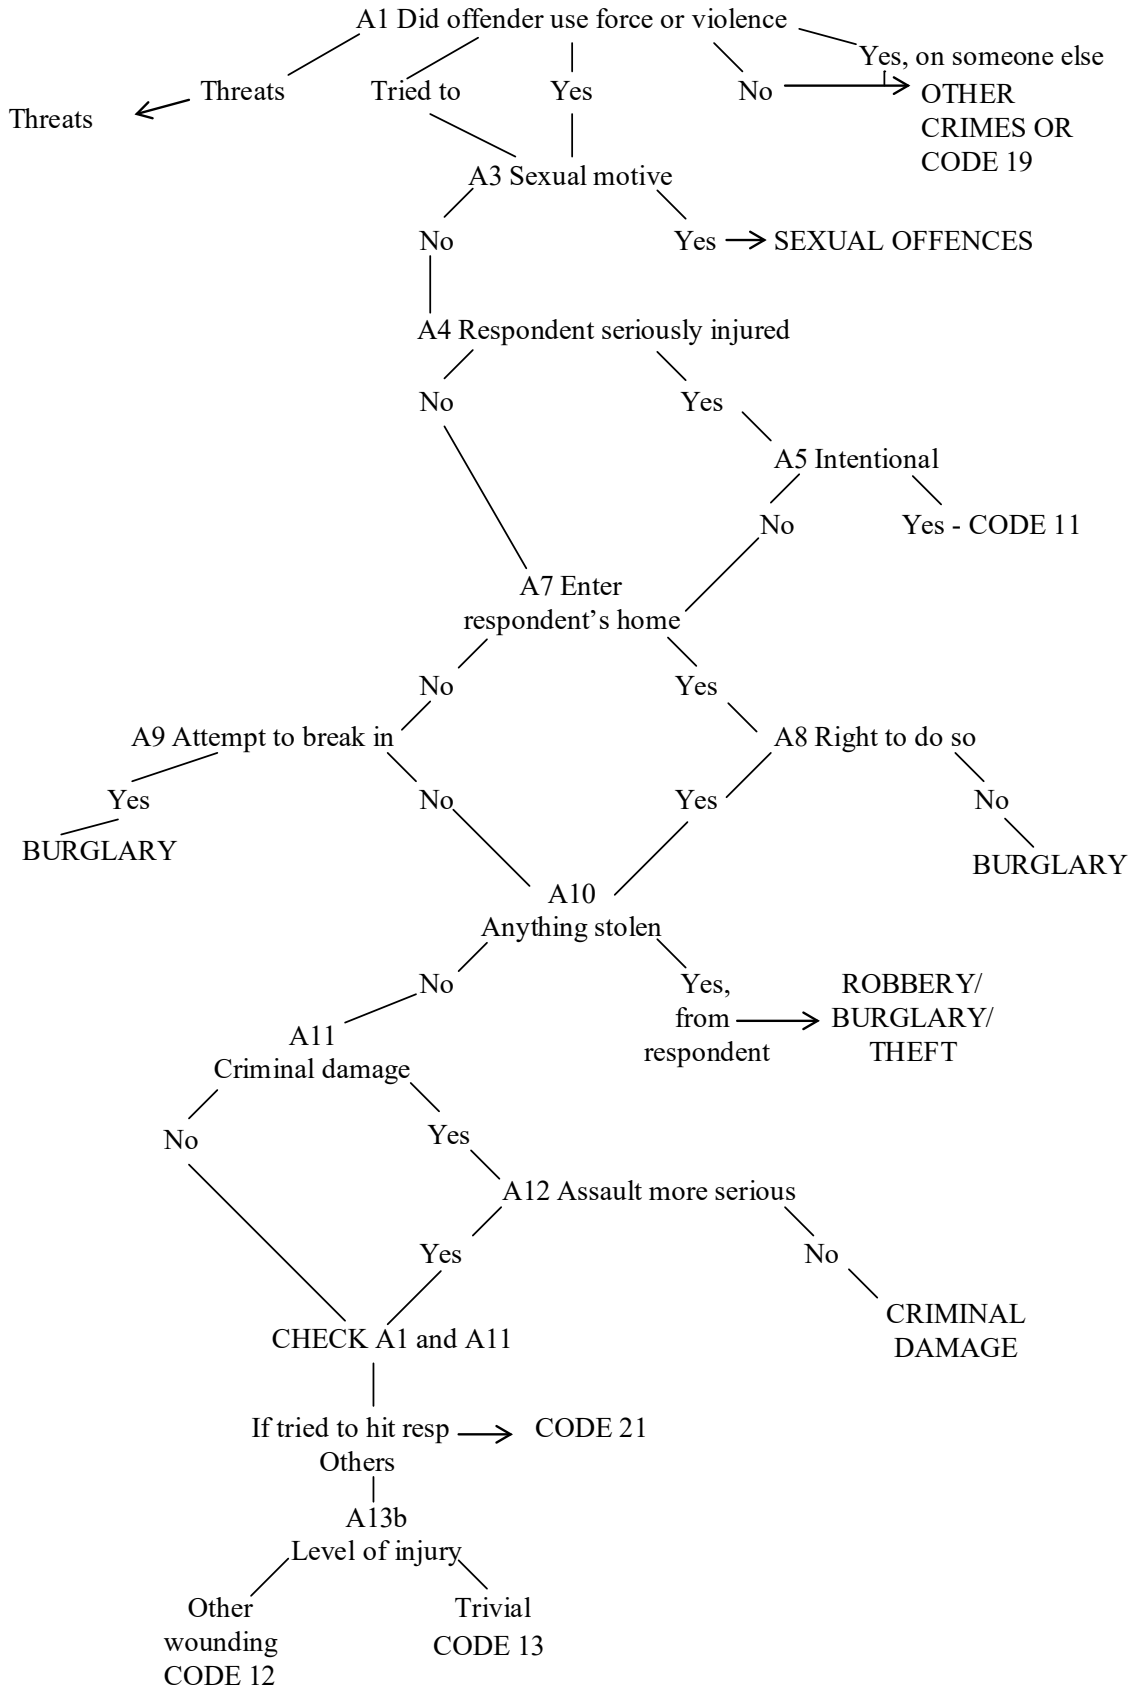 A1 Did offender use force or violence
Yes, on someone else
Threats
Tried to
Yes
No
OTHER
CRIMES OR
CODE 19
Threats
A3 Sexual motive
No
Yes
SEXUAL OFFENCES
A4 Respondent seriously injured
No
Yes
A5 Intentional
No
Yes - CODE 11
A7 Enter
respondent’s home
No
Yes
A9 Attempt to break in
A8 Right to do so
Yes
No
Yes
No
BURGLARY
BURGLARY
A10
Anything stolen
No
Yes,
from
respondent
ROBBERY/
BURGLARY/
THEFT
A11
Criminal damage
No
Yes
A12 Assault more serious
Yes
No
CRIMINAL
DAMAGE
CHECK A1 and A11
If tried to hit resp
CODE 21
Others
A13b
Level of injury
Other
wounding
CODE 12
Trivial
CODE 13